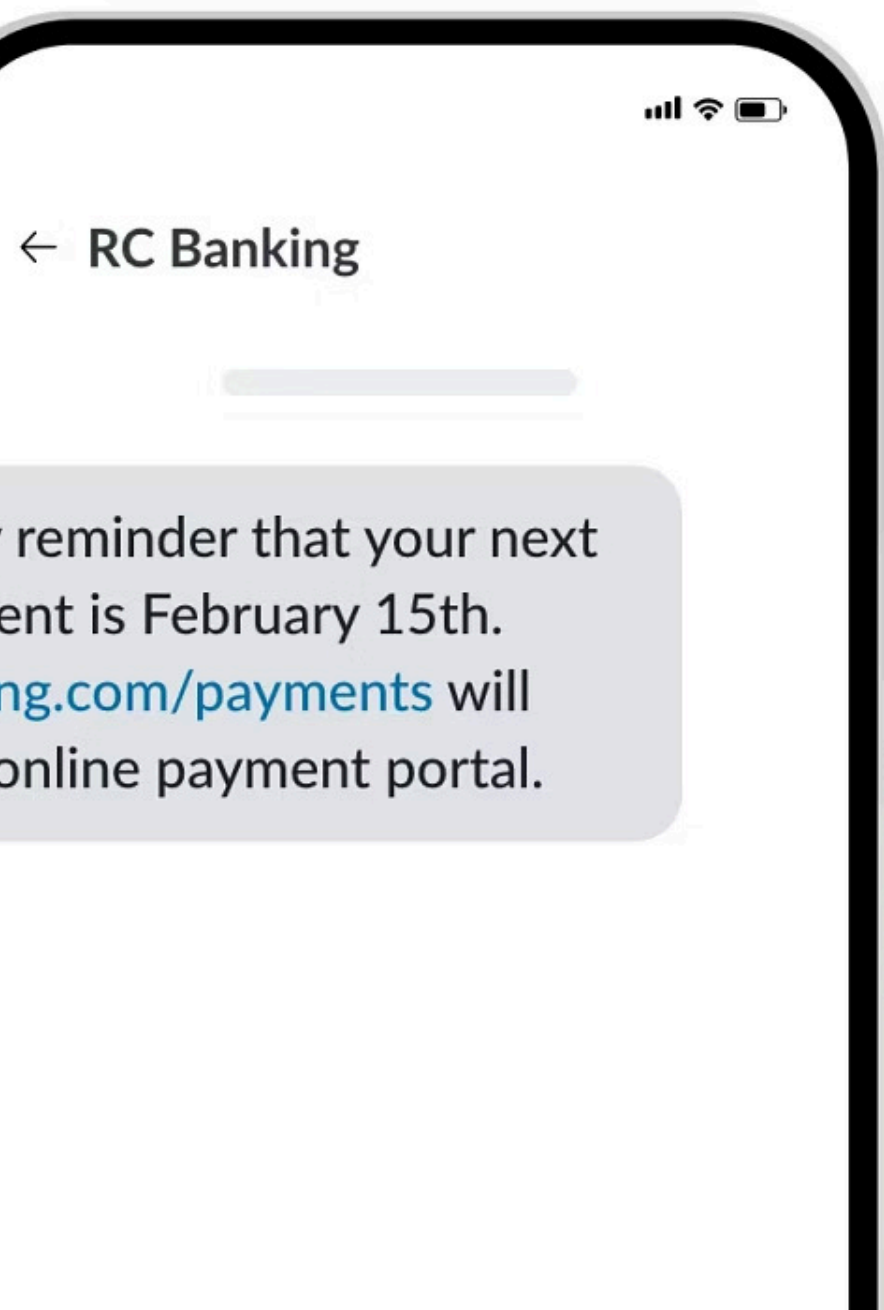 RC Banking
reminder that your next
ent is February 15th.
ng.com/payments will
online payment portal.